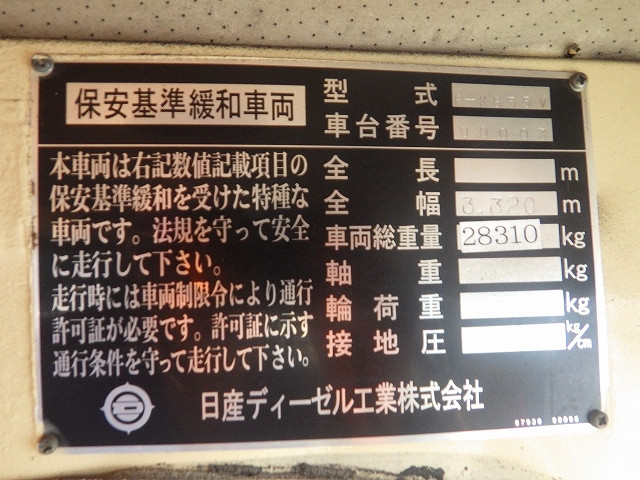 保安基準緩和車両
本車両は右記数値記載項目の
保安基準緩和を受けた特種な
車両です。法規を守って安全
に走行して下さい。
走行時には車両制限令により通行
許可証が必要です。許可証に示す
通行条件を守って走行して下さい。
型式
車台番号
全長 m
全幅 3.320 m
車両総重量 28310 kg
軸重 kg
輪荷重 kg
接地圧 kg/cm
日産ディーゼル工業株式会社